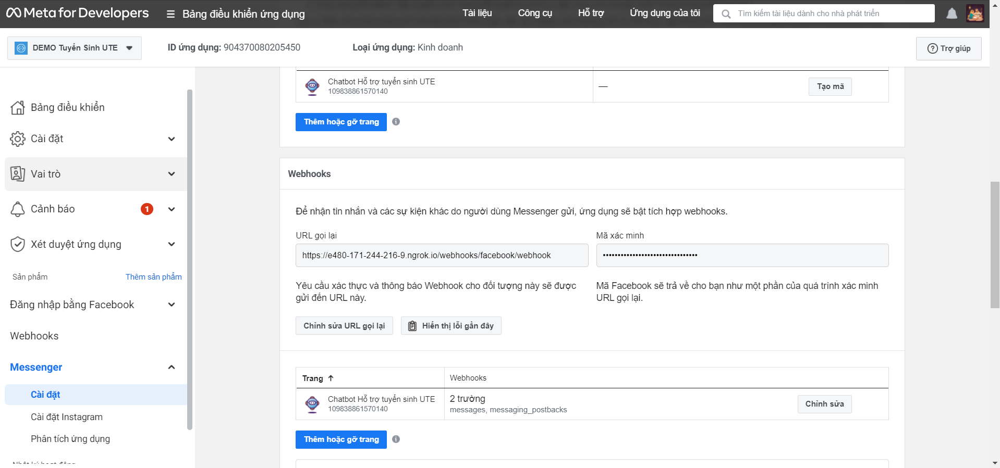 Meta for Developers
Bảng điều khiển ứng dụng
Tài liệu
Công cụ
Hỗ trợ
Ứng dụng của tôi
Tìm kiếm tài liệu dành cho nhà phát triển
DEMO Tuyển Sinh UTE
ID ứng dụng: 904370080205450
Loại ứng dụng: Kinh doanh
Trợ giúp
Bảng điều khiển
Cài đặt
Vai trò
Cảnh báo
1
Xét duyệt ứng dụng
Sản phẩm
Thêm sản phẩm
Đăng nhập bằng Facebook
Webhooks
Messenger
Cài đặt
Cài đặt Instagram
Phân tích ứng dụng
Nhật ký hoạt động
Chatbot Hỗ trợ tuyển sinh UTE
109838861570140
—
Tạo mã
Thêm hoặc gỡ trang
Webhooks
Để nhận tin nhắn và các sự kiện khác do người dùng Messenger gửi, ứng dụng sẽ bật tích hợp webhooks.
URL gọi lại
https://e480-171-244-216-9.ngrok.io/webhooks/facebook/webhook
Yêu cầu xác thực và thông báo Webhook cho đối tượng này sẽ được
gửi đến URL này.
Mã xác minh
••••••••••••••••••••••••••••••••
Mã Facebook sẽ trả về cho bạn như một phần của quá trình xác minh
URL gọi lại.
Chỉnh sửa URL gọi lại
Hiển thị lỗi gần đây
Trang ↑
Webhooks
Chatbot Hỗ trợ tuyển sinh UTE
109838861570140
2 trường
messages, messaging_postbacks
Chỉnh sửa
Thêm hoặc gỡ trang